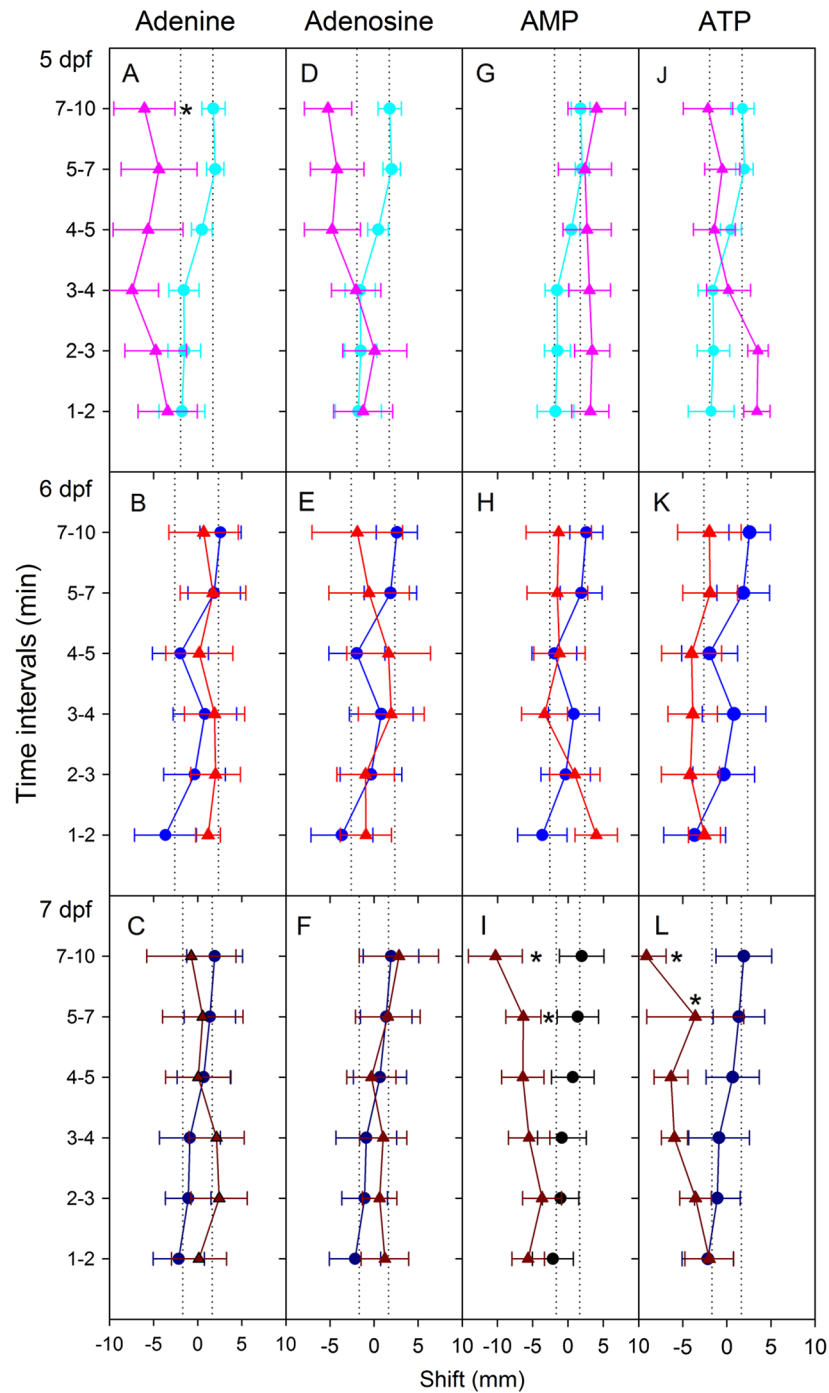 Adenine Adenosine AMP ATP
5 dpf
A D G J
7-10 *
5-7
4-5
3-4
2-3
1-2
6 dpf
B E H K
7-10
5-7
4-5
3-4
2-3
1-2
Time intervals (min)
7 dpf
C F I L
7-10 * *
5-7 * *
4-5
3-4
2-3
1-2
-10 -5 0 5 10 -5 0 5 10 -5 0 5 10 -5 0 5 10
Shift (mm)